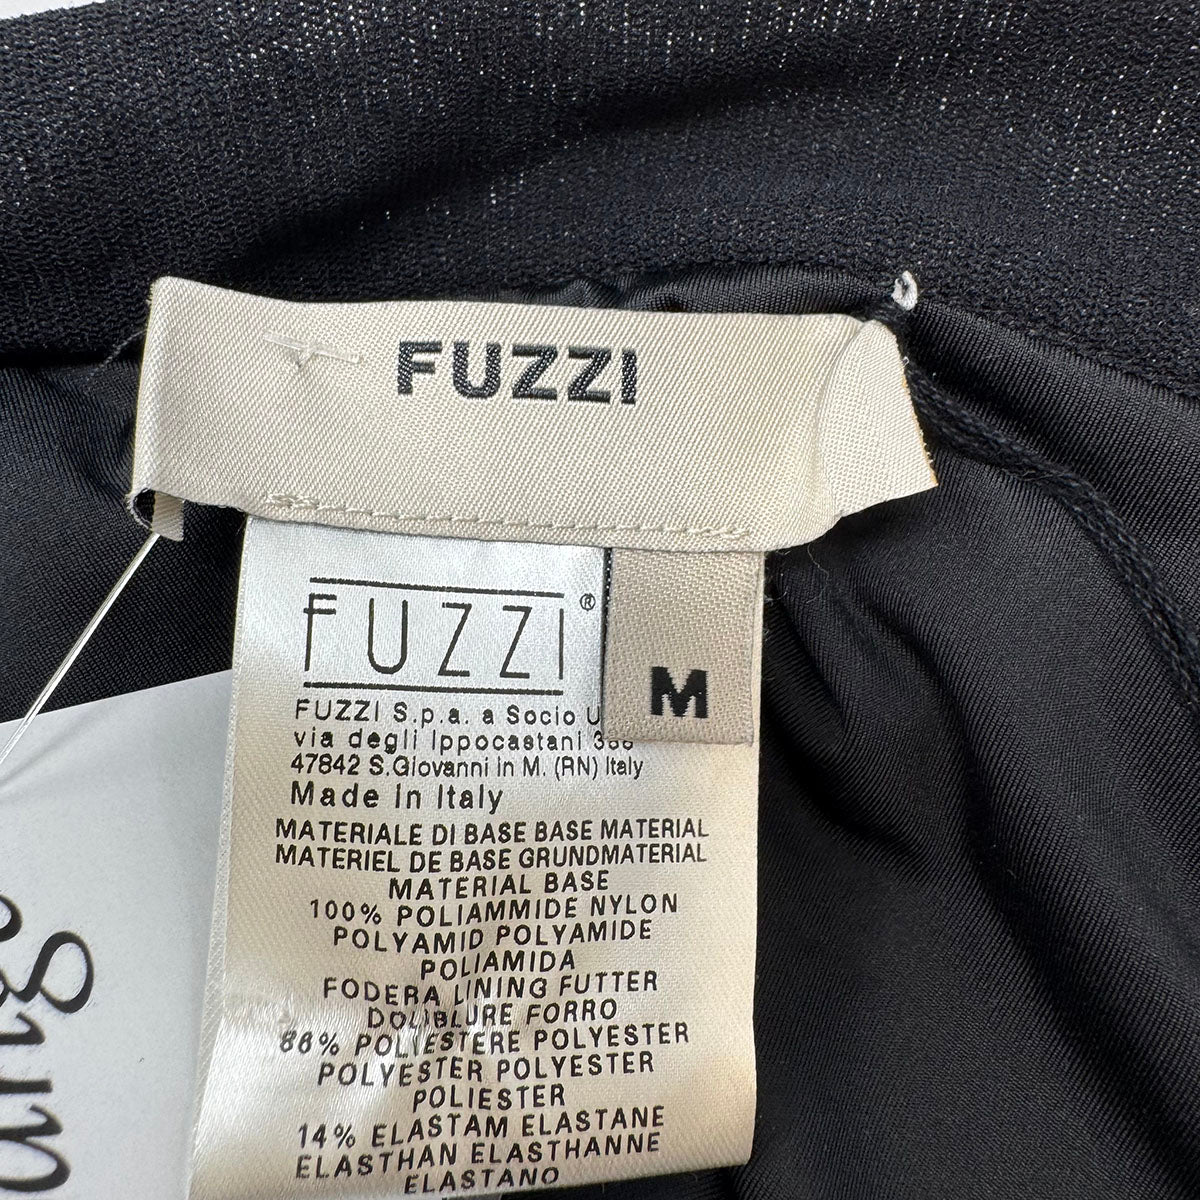 FUZZI
FUZZI®
M
FUZZI S.p.a. a Socio U
via degli Ippocastani
47842 S.Giovanni in M. (RN) Italy
Made in Italy
MATERIALE DI BASE BASE MATERIAL
MATERIEL DE BASE GRUNDMATERIAL
MATERIAL BASE
100% POLIAMMIDE NYLON
POLYAMID POLYAMIDE
POLIAMIDA
FODERA LINING FUTTER
DOUBLURE FORRO
86% POLIESTERE POLYESTER
POLYESTER POLYESTER
POLIESTER
14% ELASTAM ELASTANE
ELASTHAN ELASTHANNE
ELASTANO